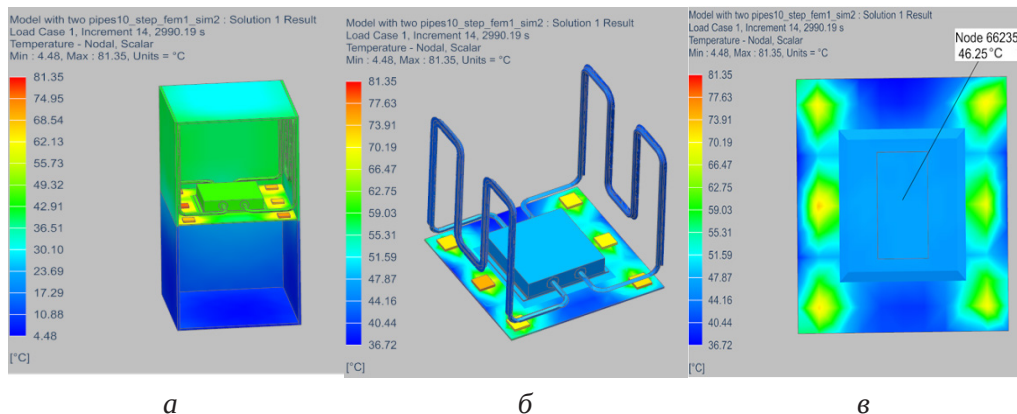 Model with two pipes10_step_fem1_sim2 : Solution 1 Result
Load Case 1, Increment 14, 2990.19 s
Temperature - Nodal, Scalar
Min : 4.48, Max : 81.35, Units = °C
81.35
74.95
68.54
62.13
55.73
49.32
42.91
36.51
30.10
23.69
17.29
10.88
4.48
[°C]
а
Model with two pipes10_step_fem1_sim2 : Solution 1 Result
Load Case 1, Increment 14, 2990.19 s
Temperature - Nodal, Scalar
Min : 4.48, Max : 81.35, Units = °C
81.35
77.63
73.91
70.19
66.47
62.75
59.03
55.31
51.59
47.87
44.16
40.44
36.72
[°C]
б
Model with two pipes10_step_fem1_sim2 : Solution 1 Result
Load Case 1, Increment 14, 2990.19 s
Temperature - Nodal, Scalar
Min : 4.48, Max : 81.35, Units = °C
Node 66235
46.25 °C
81.35
77.63
73.91
70.19
66.47
62.75
59.03
55.31
51.59
47.87
44.16
40.44
36.72
[°C]
в